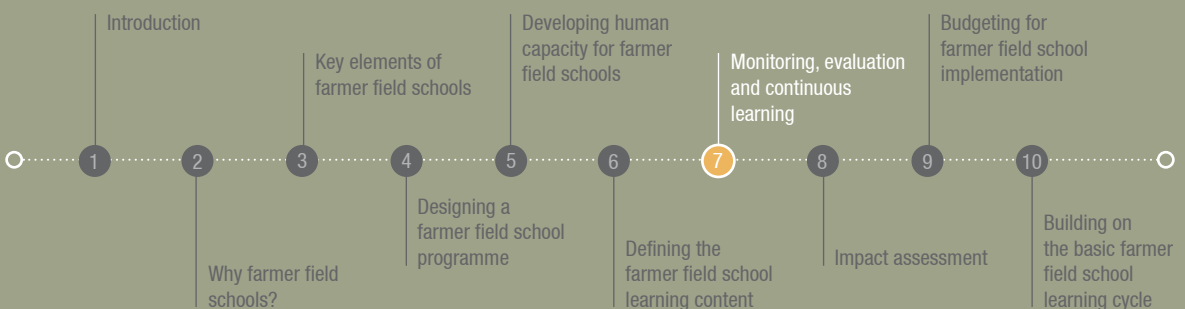 Introduction
Key elements of
farmer field schools
Developing human
capacity for farmer
field schools
Monitoring, evaluation
and continuous
learning
Budgeting for
farmer field school
implementation
1
2
3
4
5
6
7
8
9
10
Why farmer field
schools?
Designing a
farmer field school
programme
Defining the
farmer field school
learning content
Impact assessment
Building on
the basic farmer
field school
learning cycle